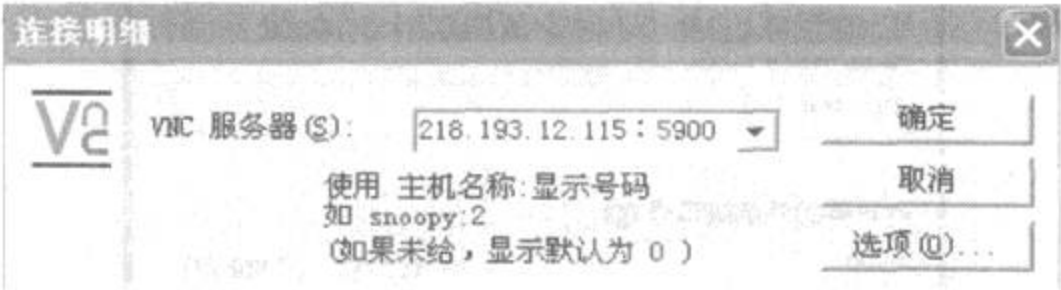 连接明细
VNC
VNC 服务器(S): 218.193.12.115:5900
确定
使用 主机名称:显示号码
取消
如 snoopy:2
(如果未给，显示默认为 0 )
选项(O)...